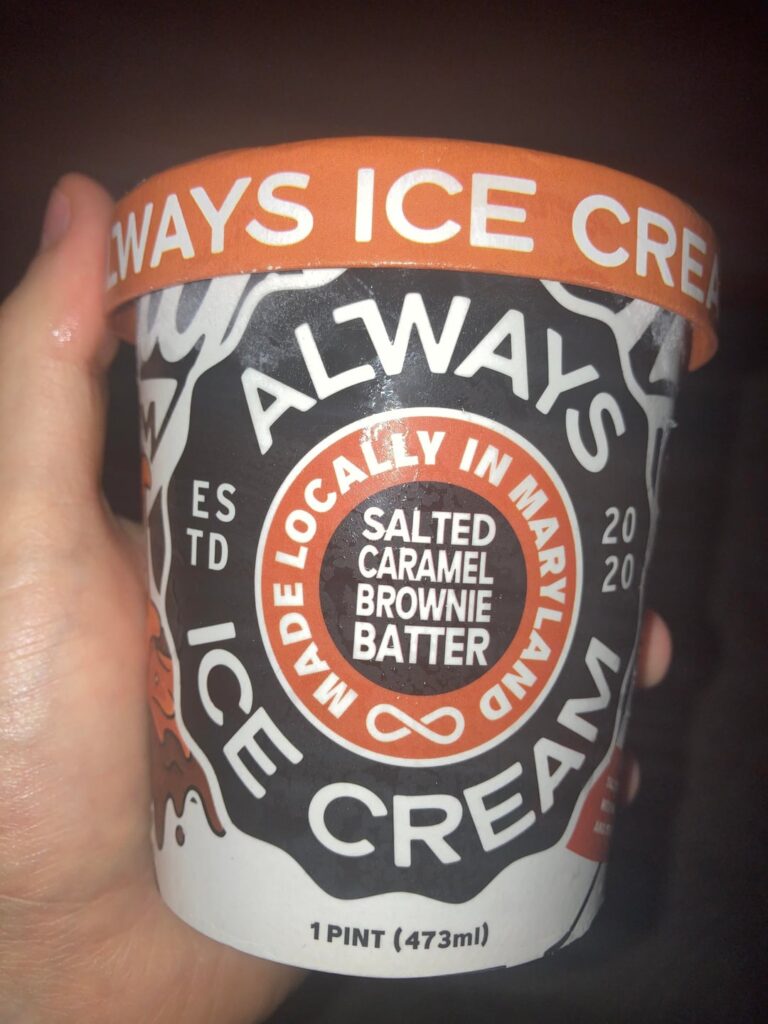 ALWAYS ICE CREA
ALWAYS
MADE LOCALLY IN MARYLAND
ES
TD
20
20
SALTED
CARAMEL
BROWNIE
BATTER
ICE CREAM
1 PINT (473ml)